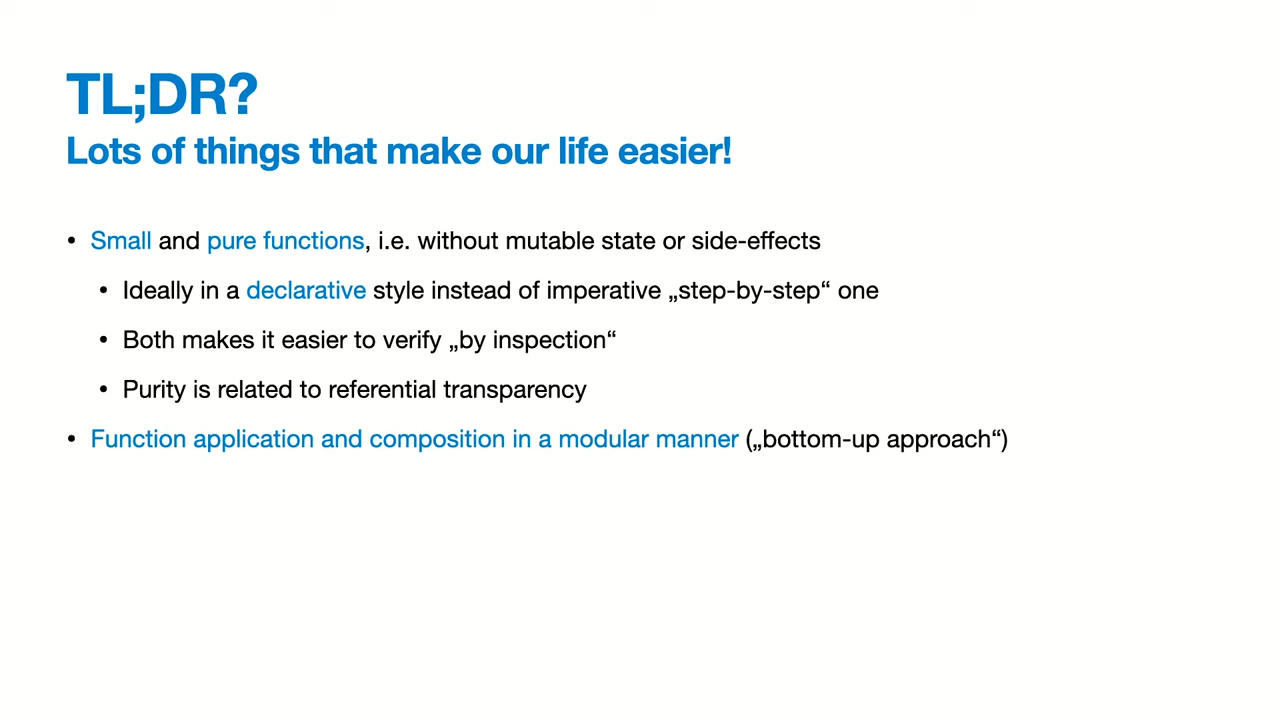 TL;DR?
Lots of things that make our life easier!
• Small and pure functions, i.e. without mutable state or side-effects
• Ideally in a declarative style instead of imperative „step-by-step“ one
• Both makes it easier to verify „by inspection“
• Purity is related to referential transparency
• Function application and composition in a modular manner („bottom-up approach“)